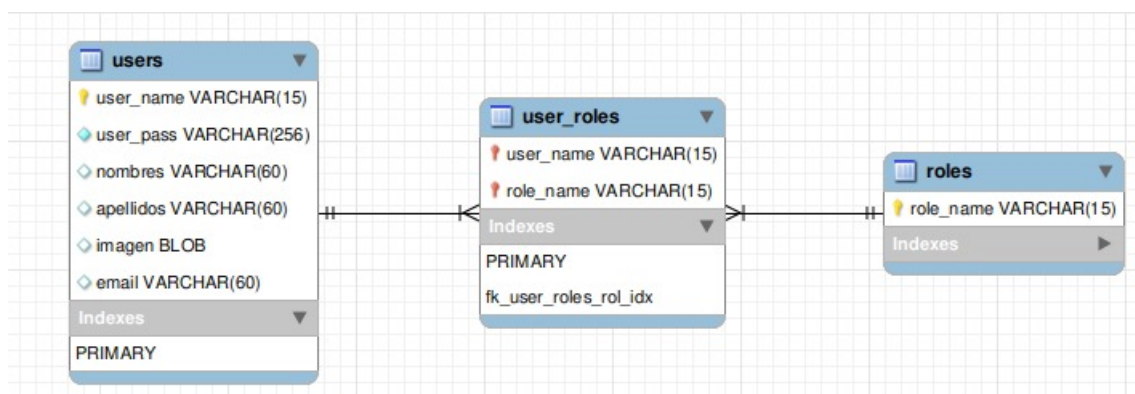 users
user_name VARCHAR(15)
user_pass VARCHAR(256)
nombres VARCHAR(60)
apellidos VARCHAR(60)
imagen BLOB
email VARCHAR(60)
Indexes
PRIMARY
user_roles
user_name VARCHAR(15)
role_name VARCHAR(15)
Indexes
PRIMARY
fk_user_roles_rol_idx
roles
role_name VARCHAR(15)
Indexes